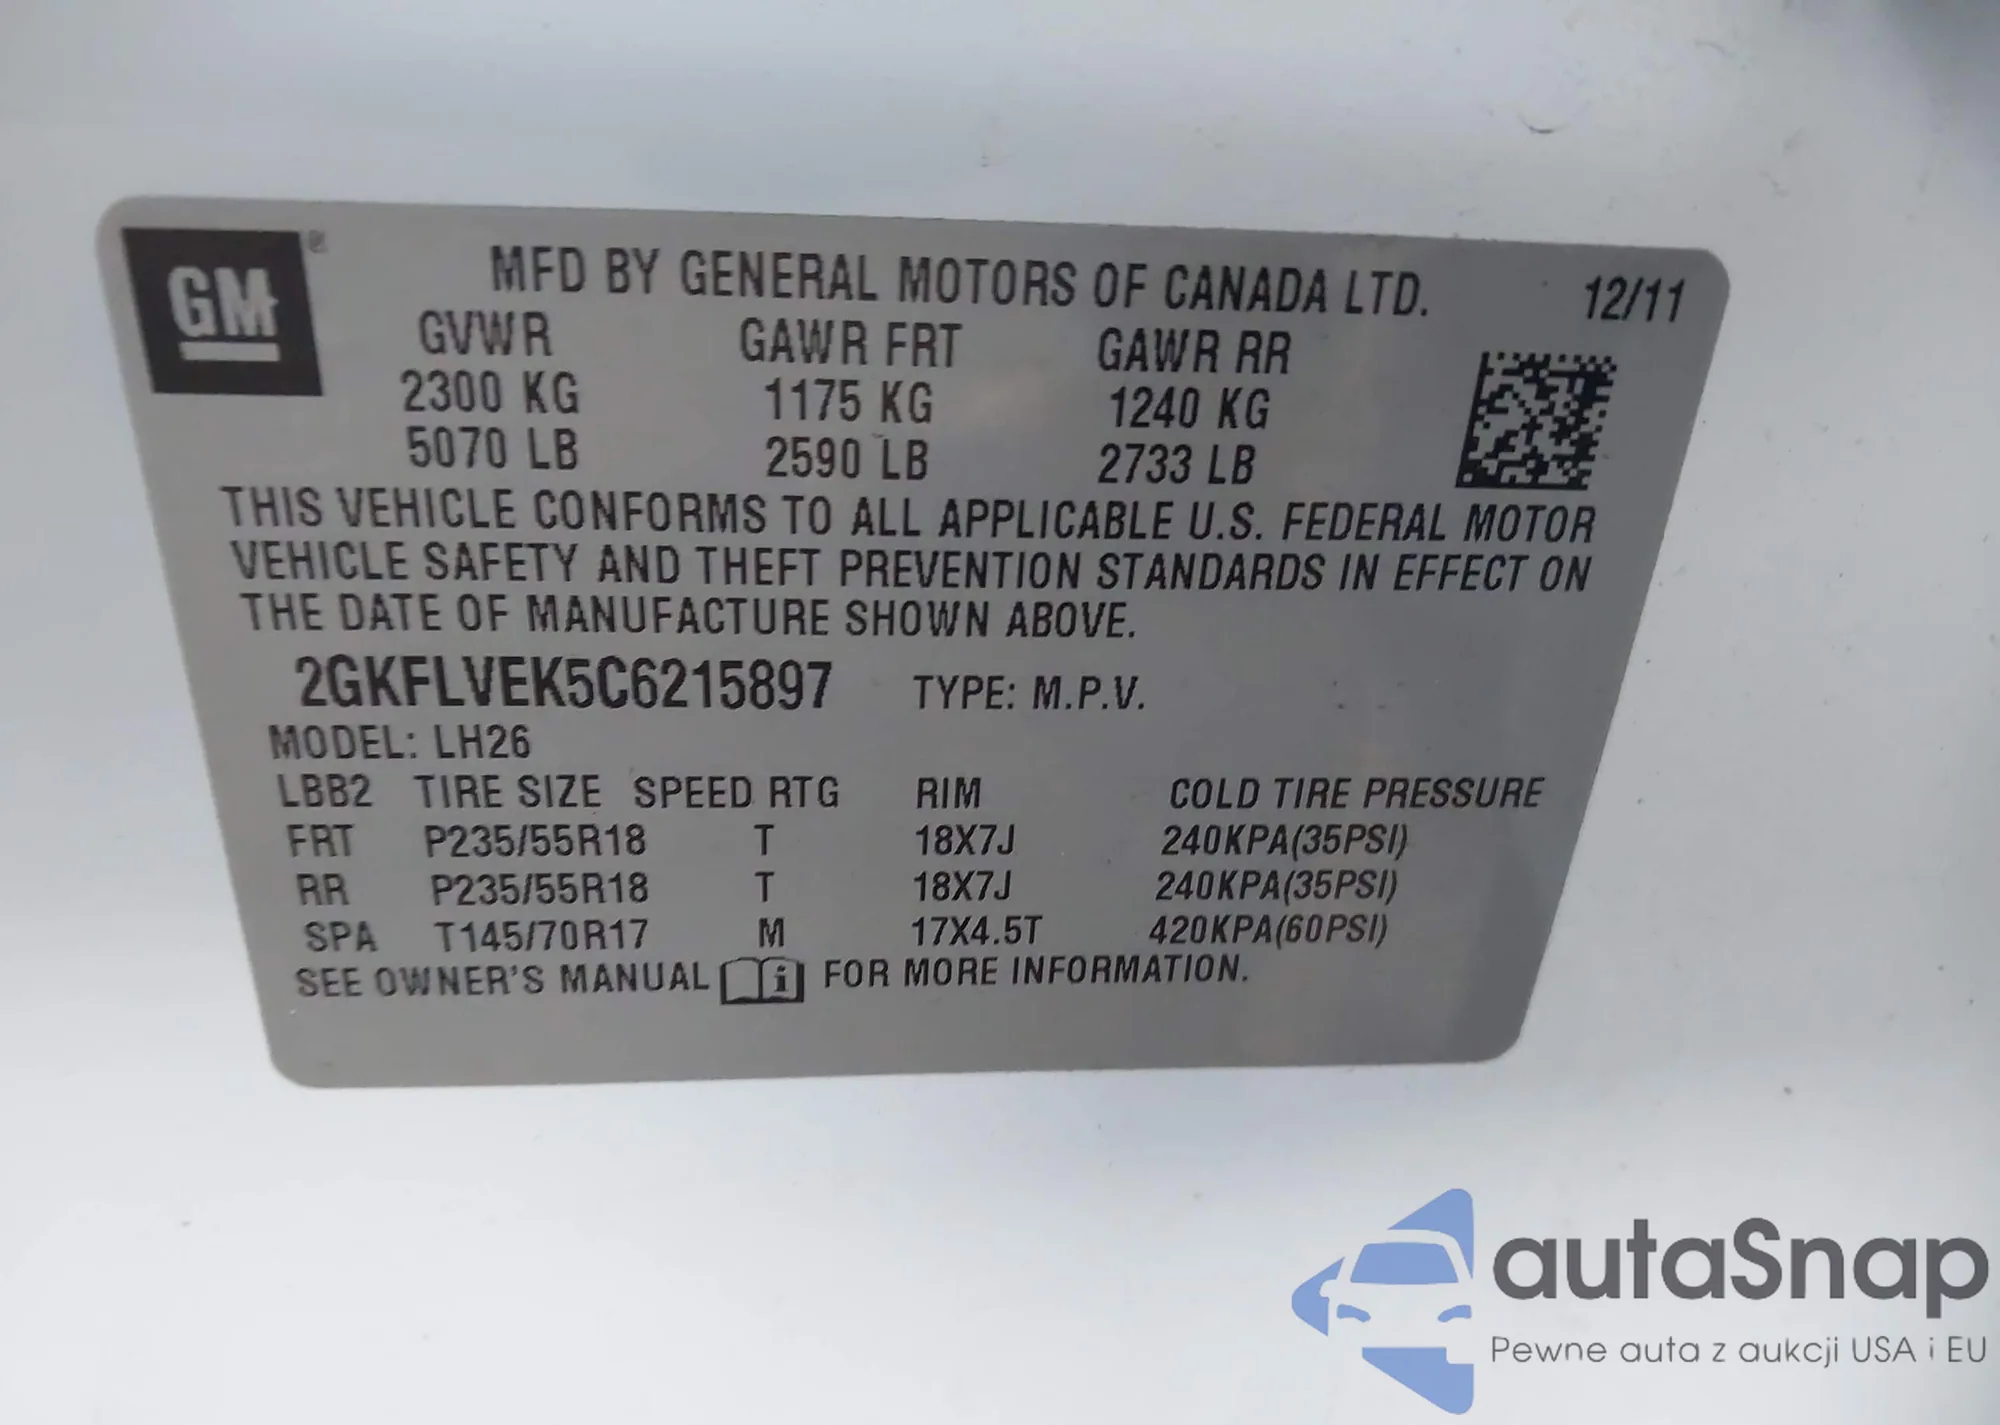 GM ®
MFD BY GENERAL MOTORS OF CANADA LTD. 12/11
GVWR GAWR FRT GAWR RR
2300 KG 1175 KG 1240 KG
5070 LB 2590 LB 2733 LB
THIS VEHICLE CONFORMS TO ALL APPLICABLE U.S. FEDERAL MOTOR
VEHICLE SAFETY AND THEFT PREVENTION STANDARDS IN EFFECT ON
THE DATE OF MANUFACTURE SHOWN ABOVE.
2GKFLVEK5C6215897 TYPE: M.P.V.
MODEL: LH26
LBB2 TIRE SIZE SPEED RTG RIM COLD TIRE PRESSURE
FRT P235/55R18 T 18X7J 240KPA(35PSI)
RR P235/55R18 T 18X7J 240KPA(35PSI)
SPA T145/70R17 M 17X4.5T 420KPA(60PSI)
SEE OWNER'S MANUAL i FOR MORE INFORMATION.
autaSnap
Pewne auta z aukcji USA i EU